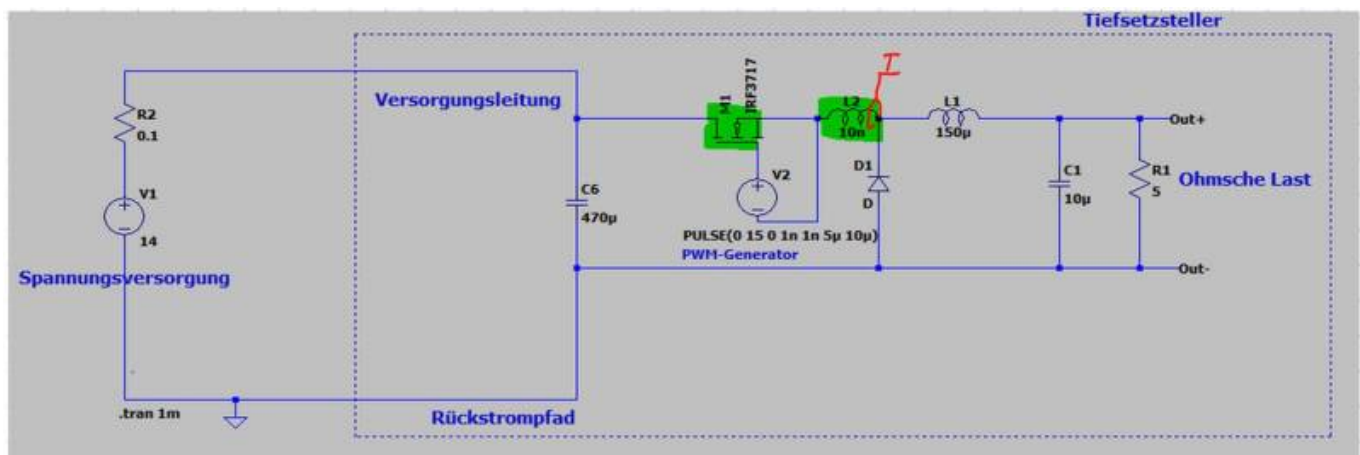 Tiefsetzsteller
R2
0.1
V1
14
Spannungsversorgung
.tran 1m
Versorgungsleitung
C6
470µ
Rückstrompfad
M1
IRF3717
V2
PULSE(0 15 0 1n 1n 5µ 10µ)
PWM-Generator
L2
10n
I
D1
D
L1
150µ
C1
10µ
R1
5
Out+
Ohmsche Last
Out-